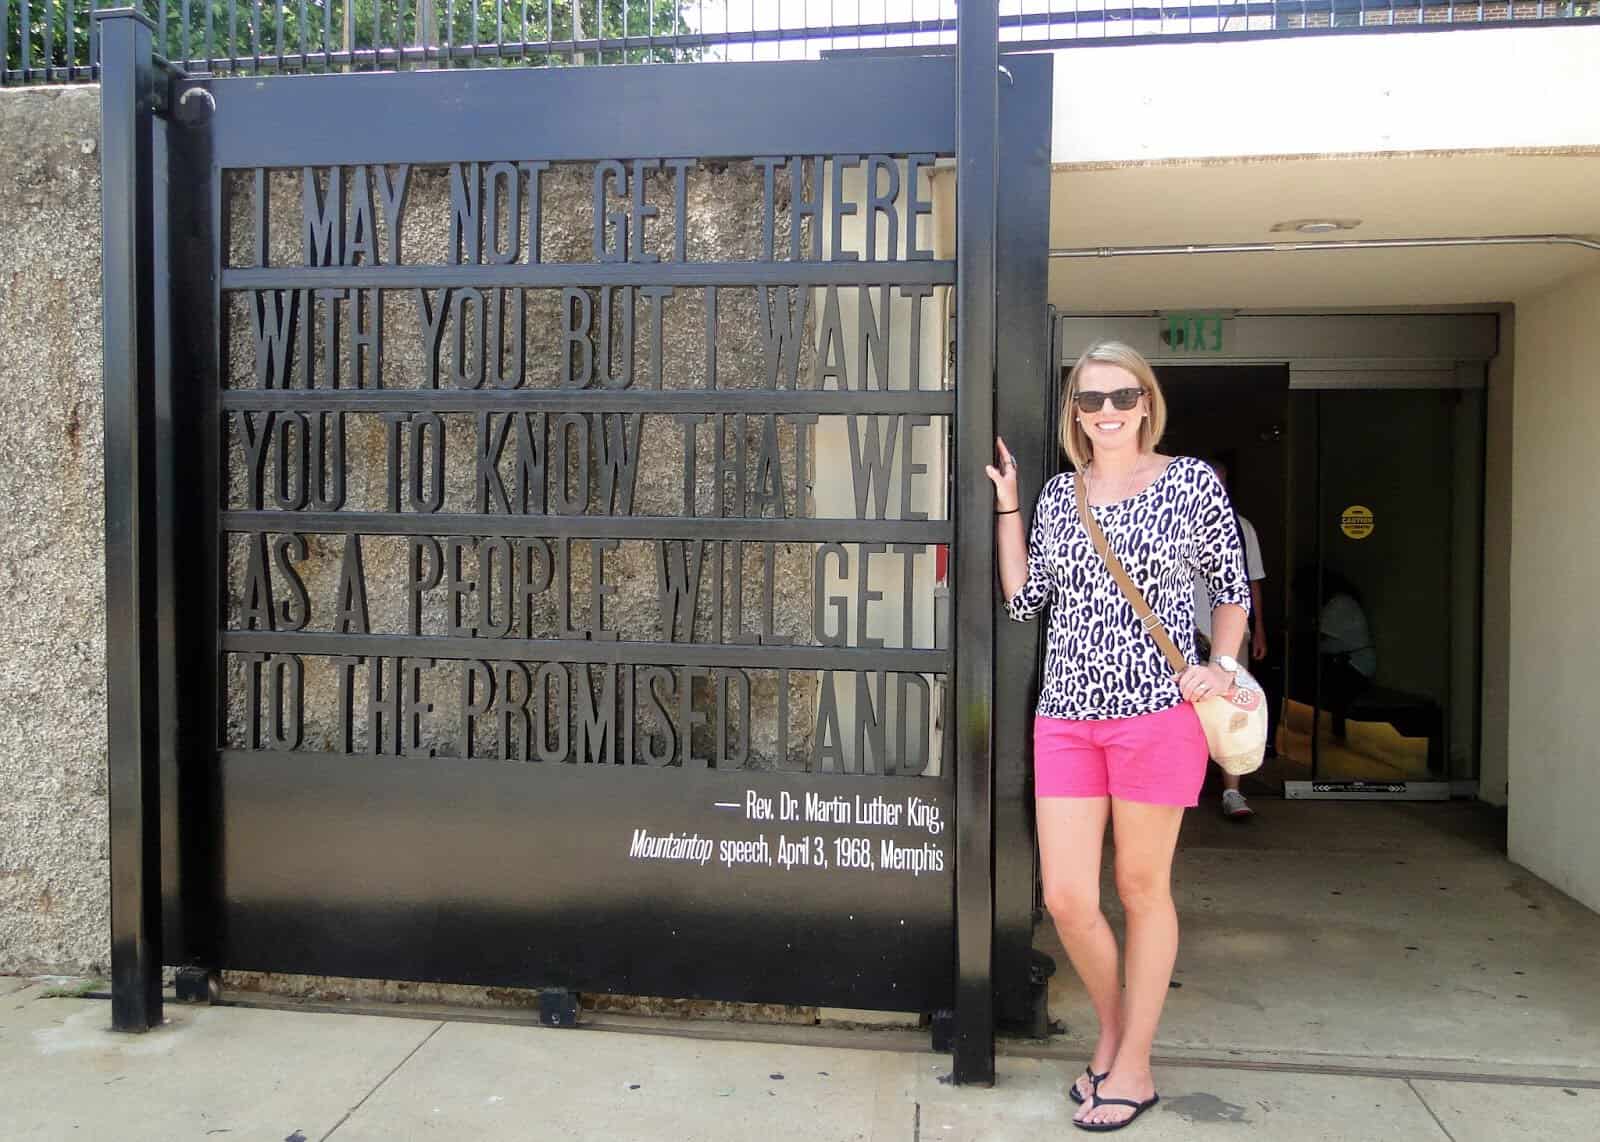 I MAY NOT GET THERE
WITH YOU BUT I WANT
YOU TO KNOW THAT WE
AS A PEOPLE WILL GET
TO THE PROMISED LAND
— Rev. Dr. Martin Luther King,
Mountaintop speech, April 3, 1968, Memphis
EXIT
CAUTION